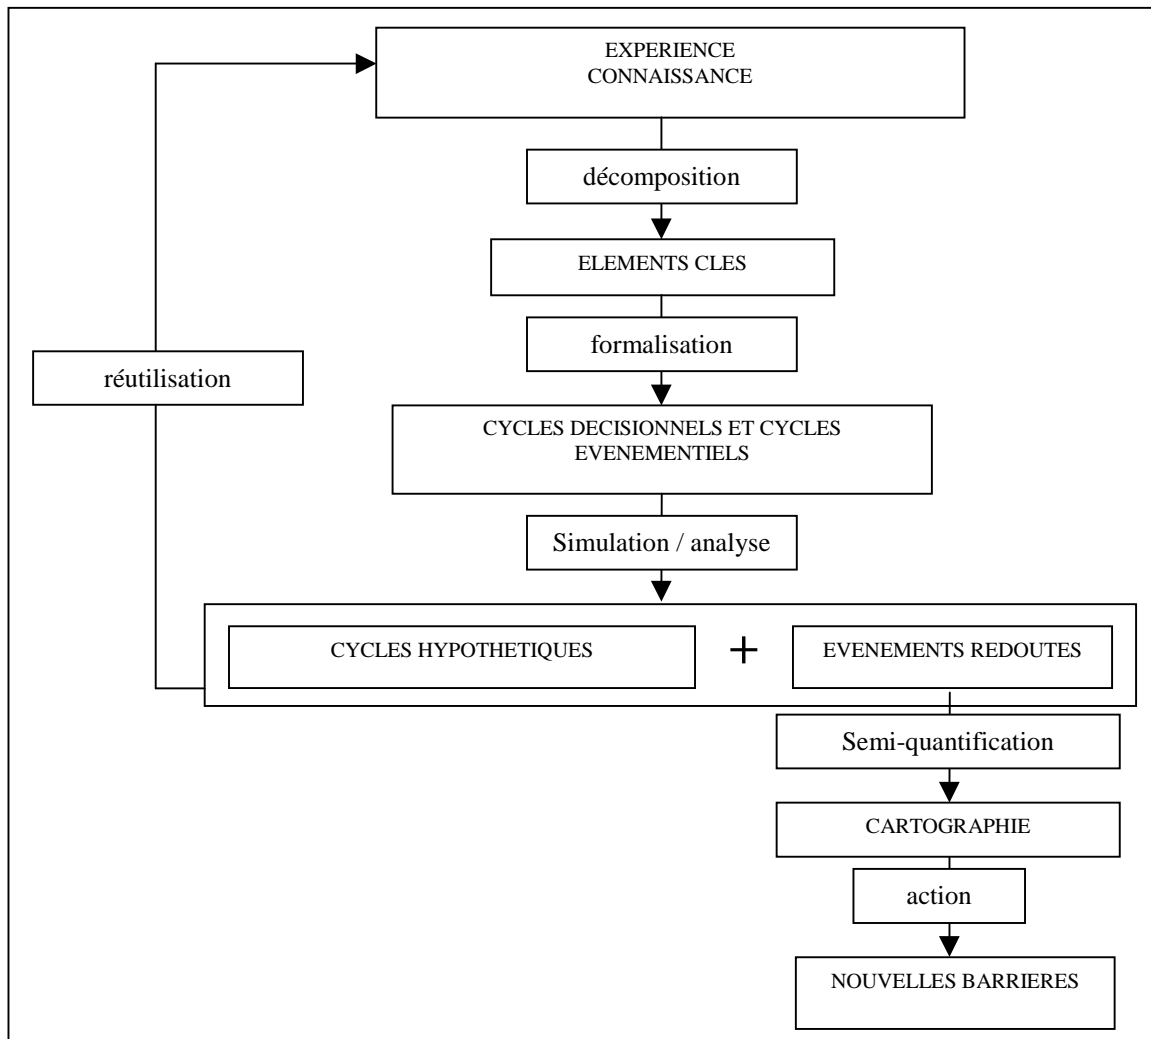 EXPERIENCE
CONNAISSANCE
décomposition
ELEMENTS CLES
formalisation
réutilisation
CYCLES DECISIONNELS ET CYCLES
EVENEMENTIELS
Simulation / analyse
CYCLES HYPOTHETIQUES
+
EVENEMENTS REDOUTES
Semi-quantification
CARTOGRAPHIE
action
NOUVELLES BARRIERES